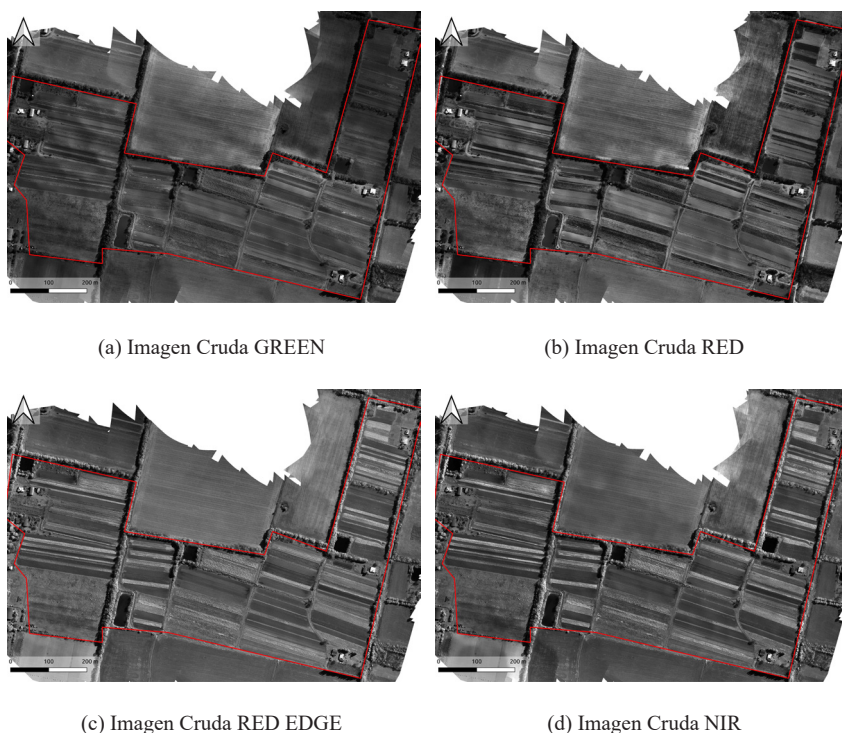 0 100 200 m
0 100 200 m
(a) Imagen Cruda GREEN
(b) Imagen Cruda RED
0 100 200 m
0 100 200 m
(c) Imagen Cruda RED EDGE
(d) Imagen Cruda NIR